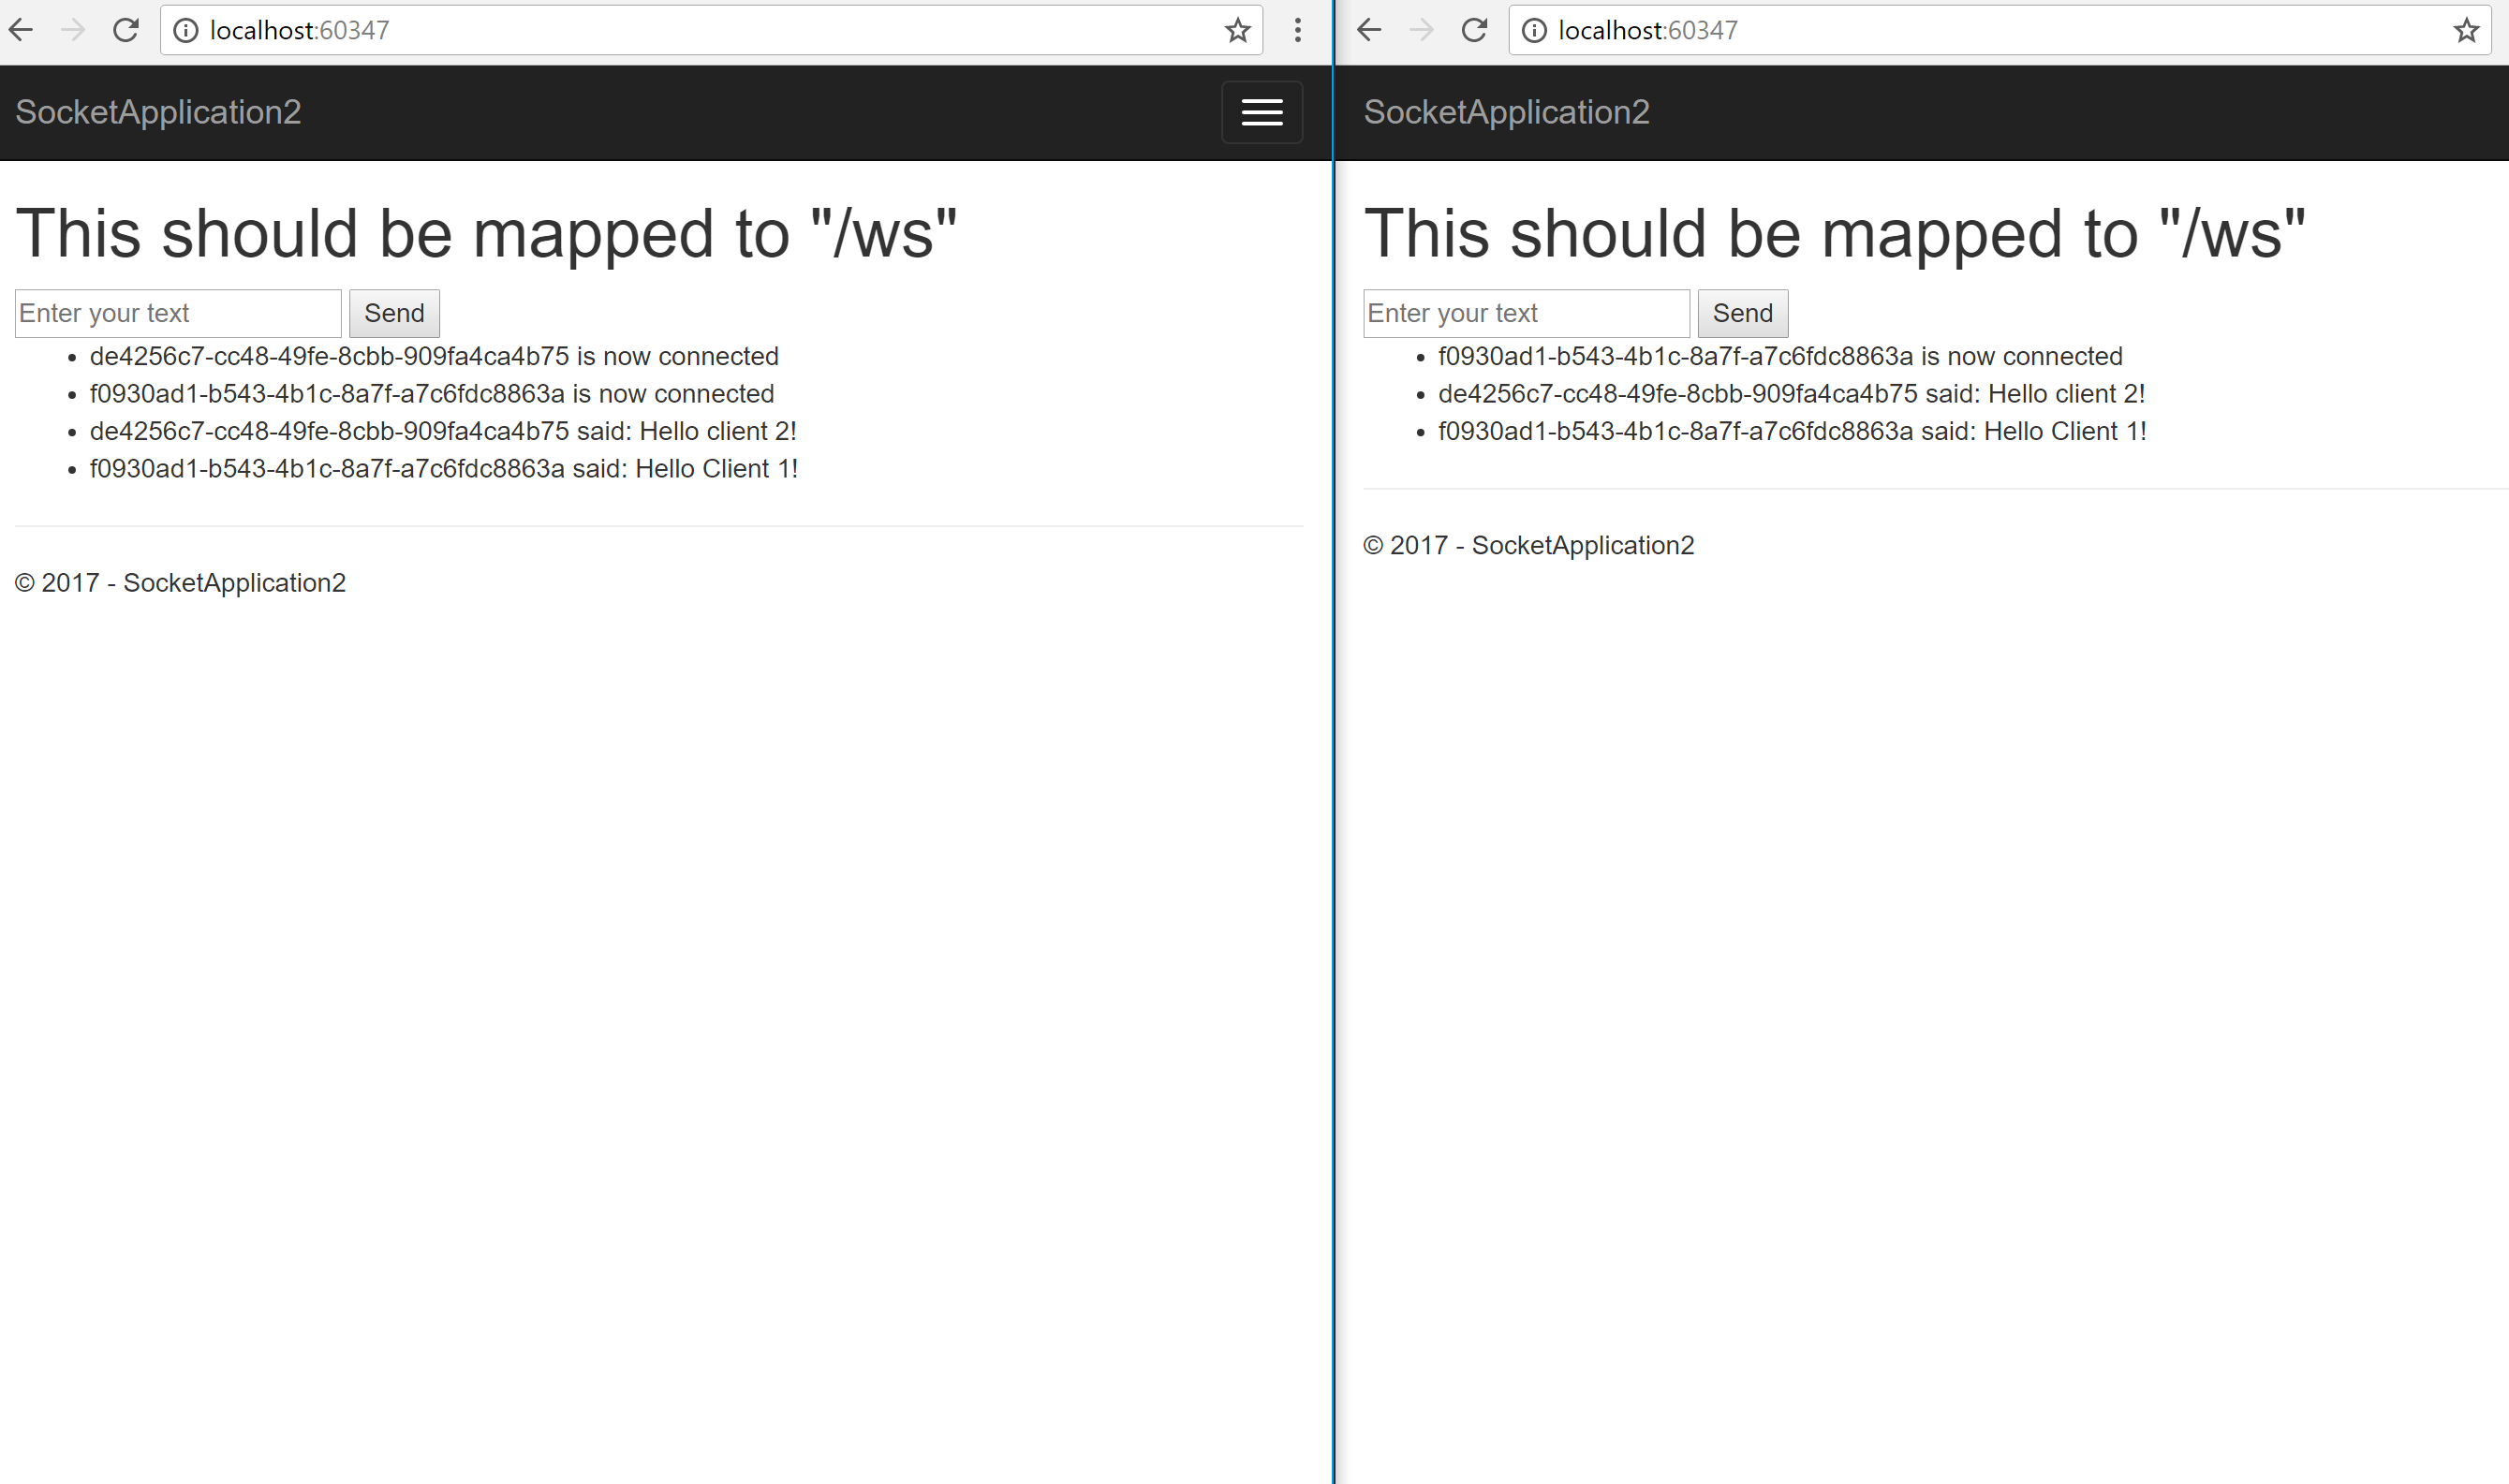 localhost:60347
SocketApplication2
This should be mapped to "/ws"
Enter your text Send
• de4256c7-cc48-49fe-8cbb-909fa4ca4b75 is now connected
• f0930ad1-b543-4b1c-8a7f-a7c6fdc8863a is now connected
• de4256c7-cc48-49fe-8cbb-909fa4ca4b75 said: Hello client 2!
• f0930ad1-b543-4b1c-8a7f-a7c6fdc8863a said: Hello Client 1!
© 2017 - SocketApplication2
localhost:60347
SocketApplication2
This should be mapped to "/ws"
Enter your text Send
• f0930ad1-b543-4b1c-8a7f-a7c6fdc8863a is now connected
• de4256c7-cc48-49fe-8cbb-909fa4ca4b75 said: Hello client 2!
• f0930ad1-b543-4b1c-8a7f-a7c6fdc8863a said: Hello Client 1!
© 2017 - SocketApplication2